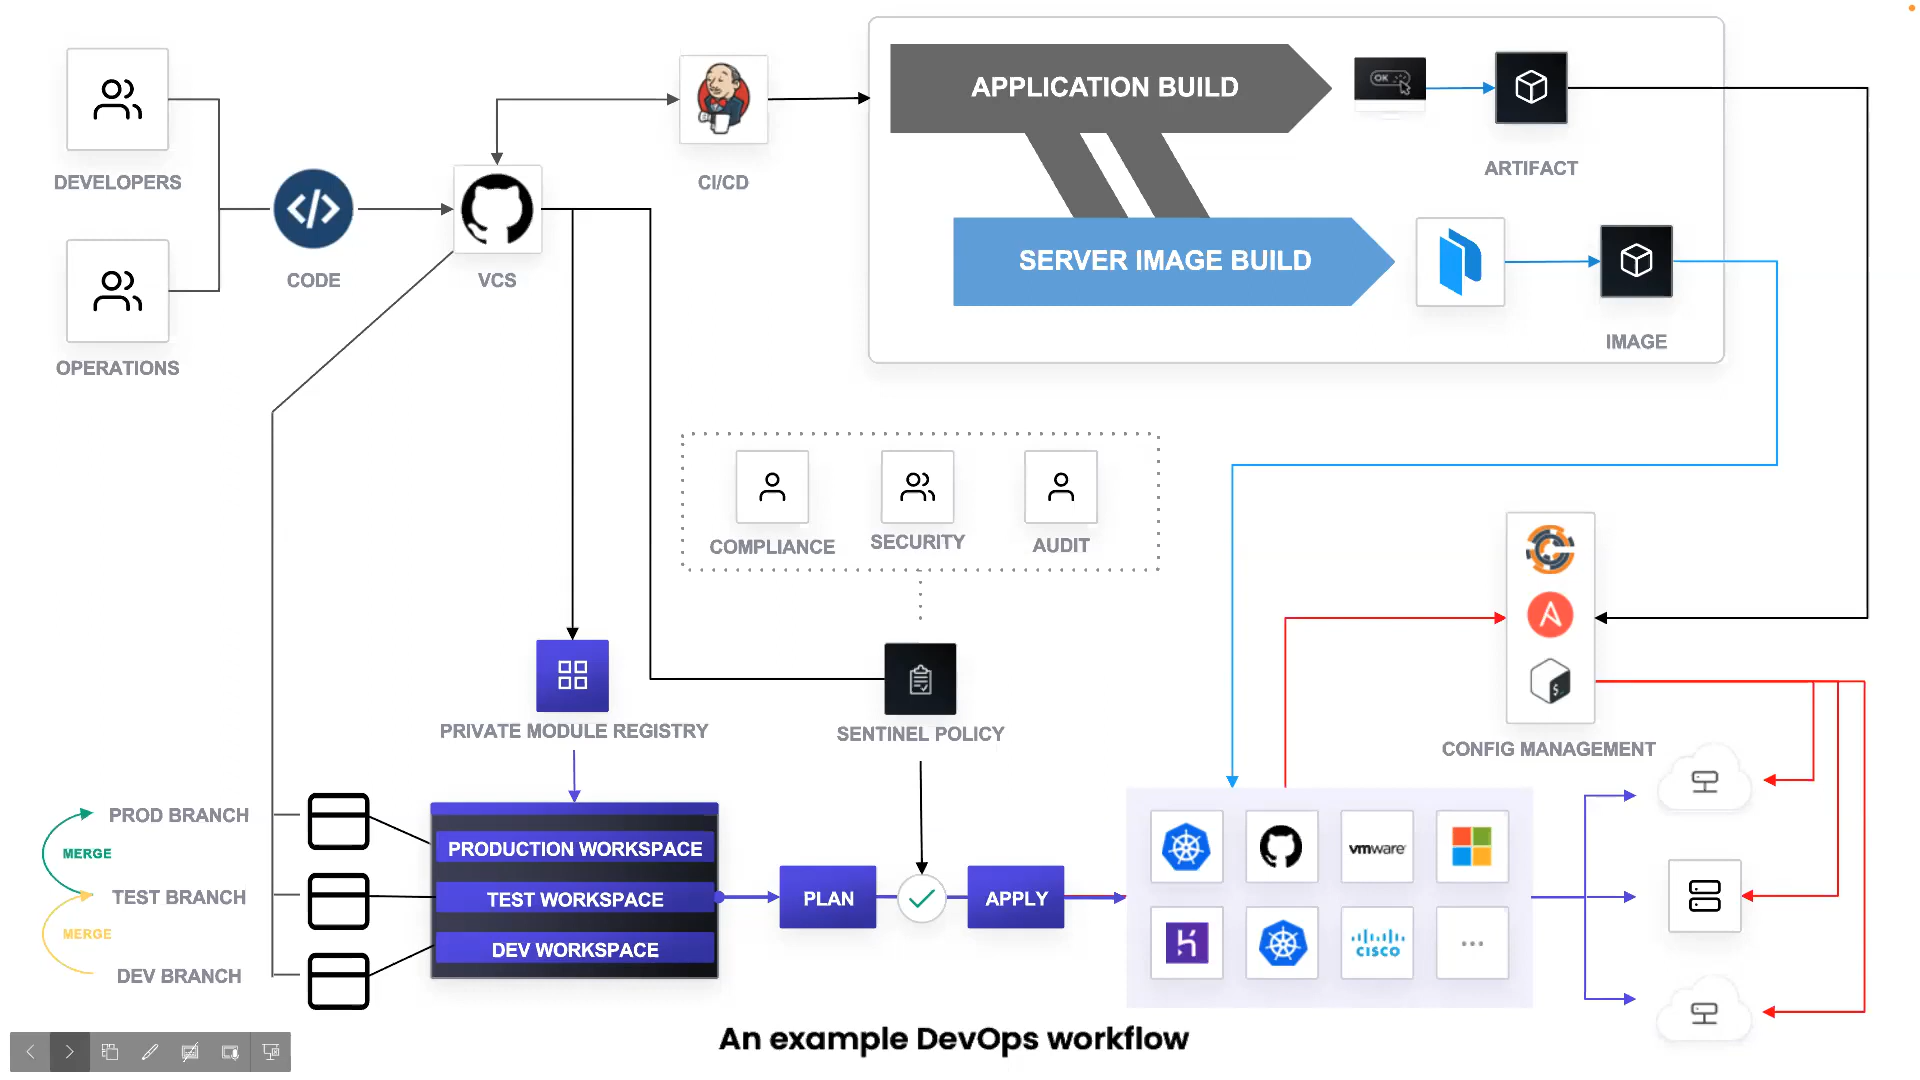 DEVELOPERS
OPERATIONS
CODE
VCS
CI/CD
APPLICATION BUILD
OK
ARTIFACT
SERVER IMAGE BUILD
IMAGE
COMPLIANCE
SECURITY
AUDIT
PRIVATE MODULE REGISTRY
SENTINEL POLICY
A
$
CONFIG MANAGEMENT
PROD BRANCH
MERGE
TEST BRANCH
MERGE
DEV BRANCH
PRODUCTION WORKSPACE
TEST WORKSPACE
DEV WORKSPACE
PLAN
APPLY
vmware
CISCO
An example DevOps workflow